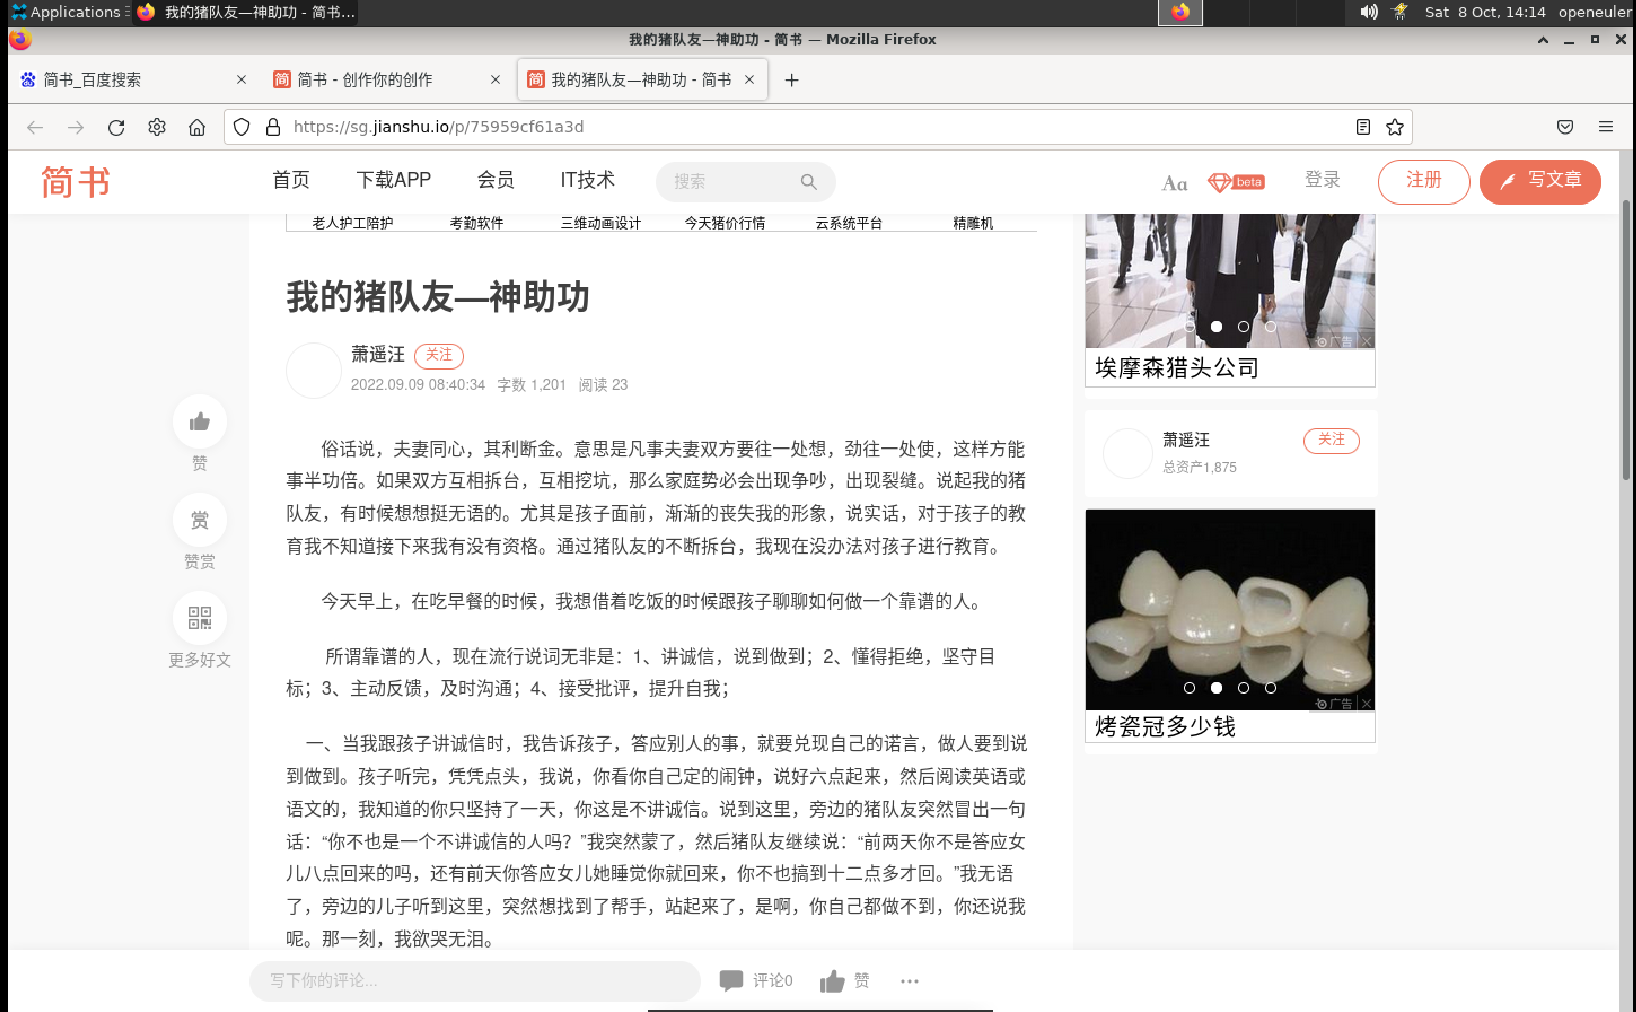 Applications
我的猪队友—神助功 - 简书...
Sat 8 Oct, 14:14 openeuler
我的猪队友—神助功 - 简书 — Mozilla Firefox
简书_百度搜索
简 简书 - 创作你的创作
简 我的猪队友—神助功 - 简书
https://sg.jianshu.io/p/75959cf61a3d
简书
首页 下载APP 会员 IT技术
搜索
Aa beta 登录 注册 写文章
老人护工陪护 考勤软件 三维动画设计 今天猪价行情 云系统平台 精雕机
我的猪队友—神助功
萧遥汪 关注
2022.09.09 08:40:34 字数 1,201 阅读 23
俗话说，夫妻同心，其利断金。意思是凡事夫妻双方要往一处想，劲往一处使，这样方能
事半功倍。如果双方互相拆台，互相挖坑，那么家庭势必会出现争吵，出现裂缝。说起我的猪
队友，有时候想想挺无语的。尤其是孩子面前，渐渐的丧失我的形象，说实话，对于孩子的教
育我不知道接下来我有没有资格。通过猪队友的不断拆台，我现在没办法对孩子进行教育。
今天早上，在吃早餐的时候，我想借着吃饭的时候跟孩子聊聊如何做一个靠谱的人。
所谓靠谱的人，现在流行说词无非是：1、讲诚信，说到做到；2、懂得拒绝，坚守目
标；3、主动反馈，及时沟通；4、接受批评，提升自我；
一、当我跟孩子讲诚信时，我告诉孩子，答应别人的事，就要兑现自己的诺言，做人要到说
到做到。孩子听完，凭凭点头，我说，你看你自己定的闹钟，说好六点起来，然后阅读英语或
语文的，我知道的你只坚持了一天，你这是不讲诚信。说到这里，旁边的猪队友突然冒出一句
话：“你不也是一个不讲诚信的人吗？”我突然蒙了，然后猪队友继续说：“前两天你不是答应女
儿八点回来的吗，还有前天你答应女儿她睡觉你就回来，你不也搞到十二点多才回。”我无语
了，旁边的儿子听到这里，突然想找到了帮手，站起来了，是啊，你自己都做不到，你还说我
呢。那一刻，我欲哭无泪。
赞
赏
赞赏
更多好文
广告
埃摩森猎头公司
萧遥汪 关注
总资产1,875
广告
烤瓷冠多少钱
写下你的评论...
评论0 赞